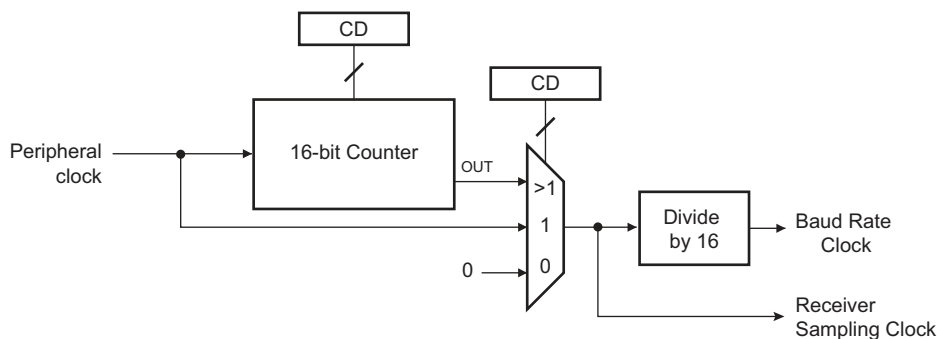 CD
CD
Peripheral
clock
16-bit Counter
OUT
>1
1
0
0
Divide
by 16
Baud Rate
Clock
Receiver
Sampling Clock